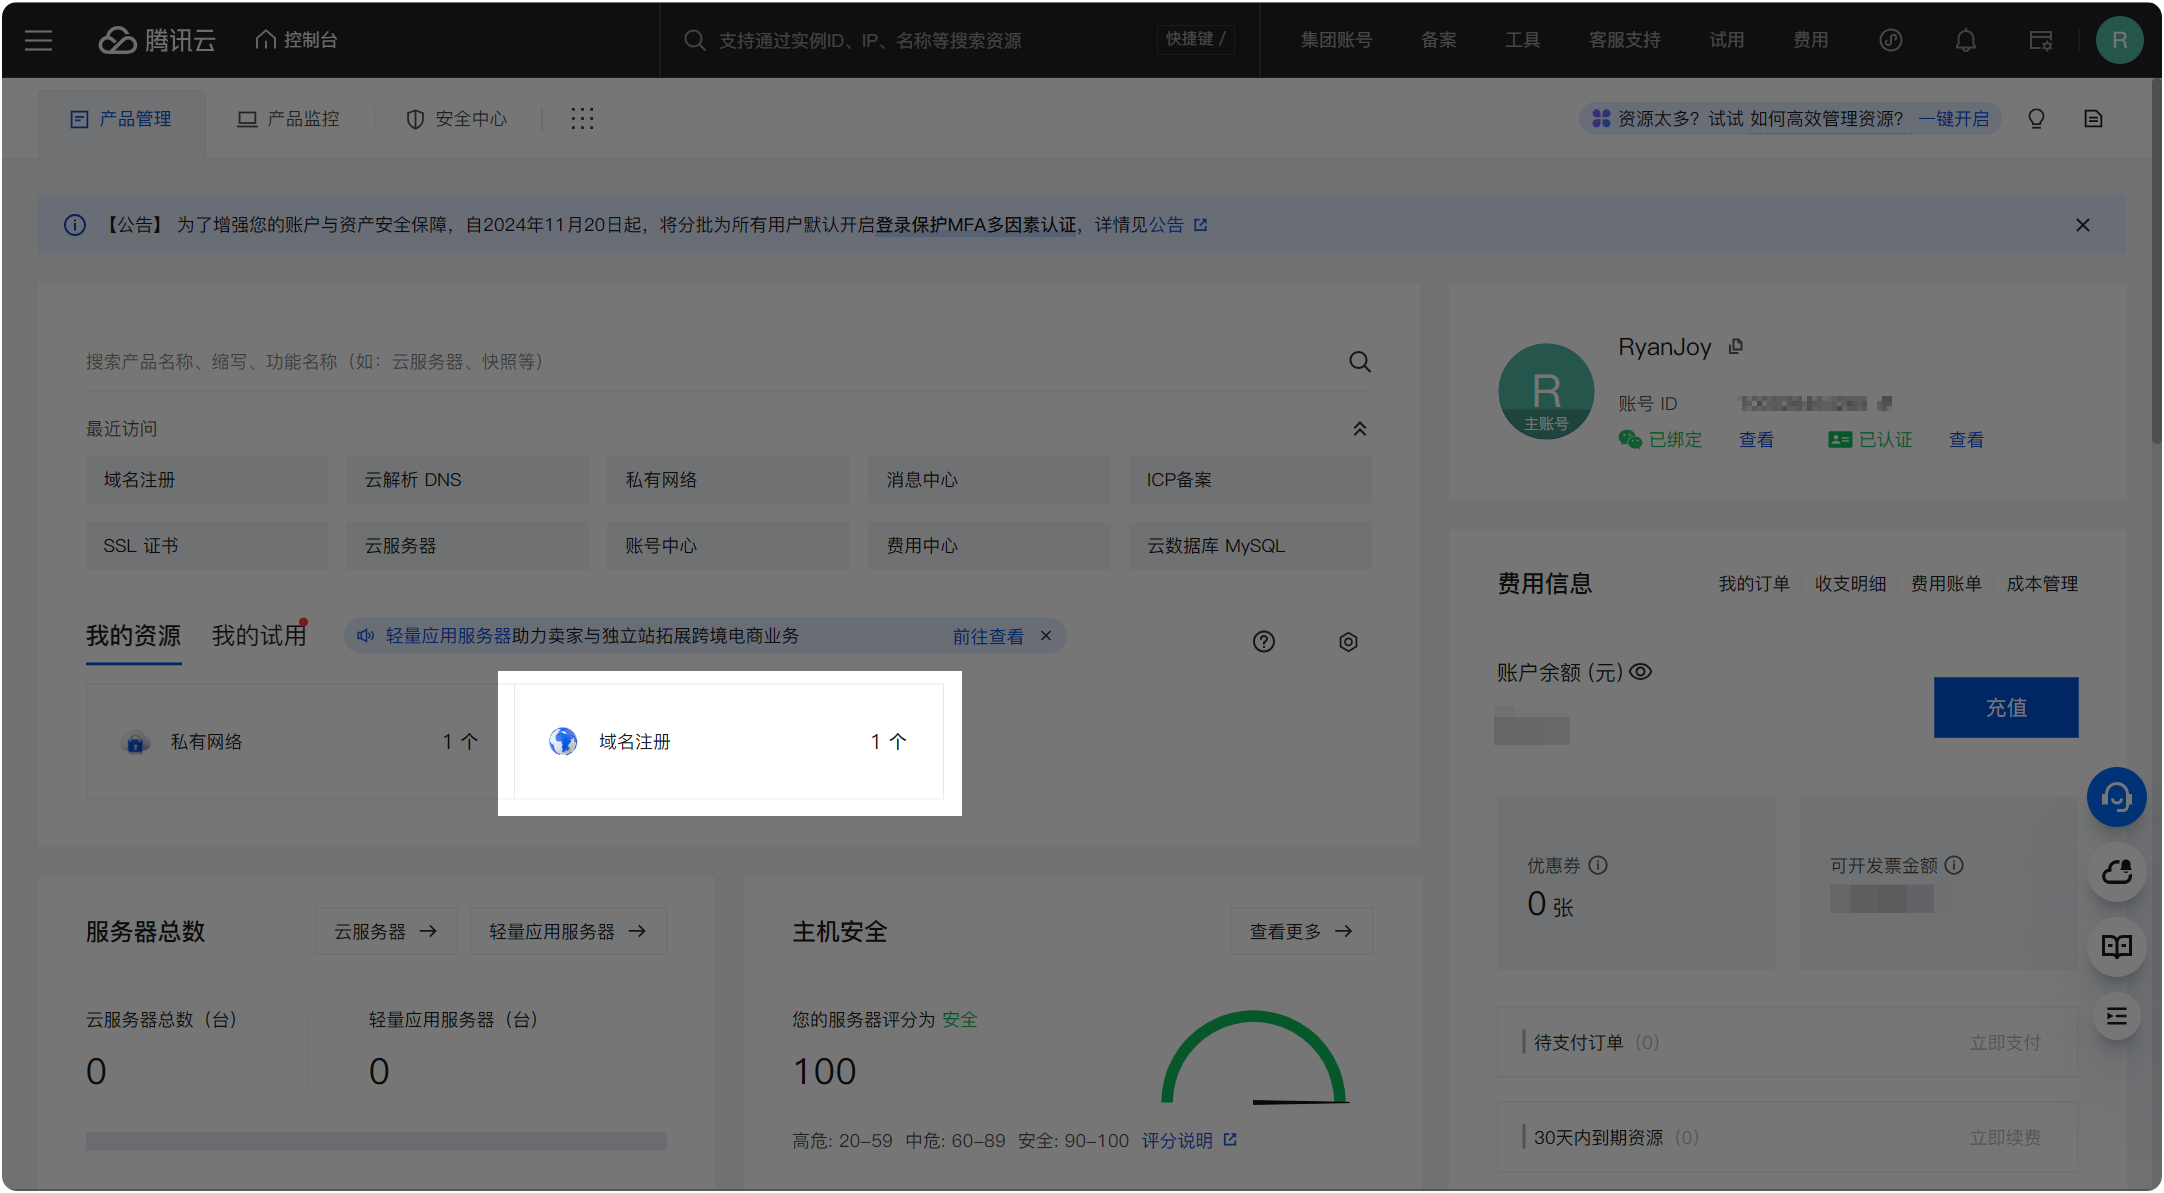 腾讯云
控制台
支持通过实例ID、IP、名称等搜索资源
快捷键 /
集团账号
备案
工具
客服支持
试用
费用
R
产品管理
产品监控
安全中心
资源太多？试试 如何高效管理资源？ 一键开启
【公告】 为了增强您的账户与资产安全保障，自2024年11月20日起，将分批为所有用户默认开启登录保护MFA多因素认证，详情见公告
搜索产品名称、缩写、功能名称（如：云服务器、快照等）
最近访问
域名注册
云解析 DNS
私有网络
消息中心
ICP备案
SSL 证书
云服务器
账号中心
费用中心
云数据库 MySQL
我的资源
我的试用
轻量应用服务器助力卖家与独立站拓展跨境电商业务
前往查看
私有网络
1 个
域名注册
1 个
服务器总数
云服务器
轻量应用服务器
云服务器总数（台）
0
轻量应用服务器（台）
0
主机安全
查看更多
您的服务器评分为 安全
100
高危: 20-59 中危: 60-89 安全: 90-100 评分说明
R
主账号
RyanJoy
账号 ID
已绑定
查看
已认证
查看
费用信息
我的订单
收支明细
费用账单
成本管理
账户余额 (元)
充值
优惠券
0 张
可开发票金额
待支付订单（0）
立即支付
30天内到期资源（0）
立即续费